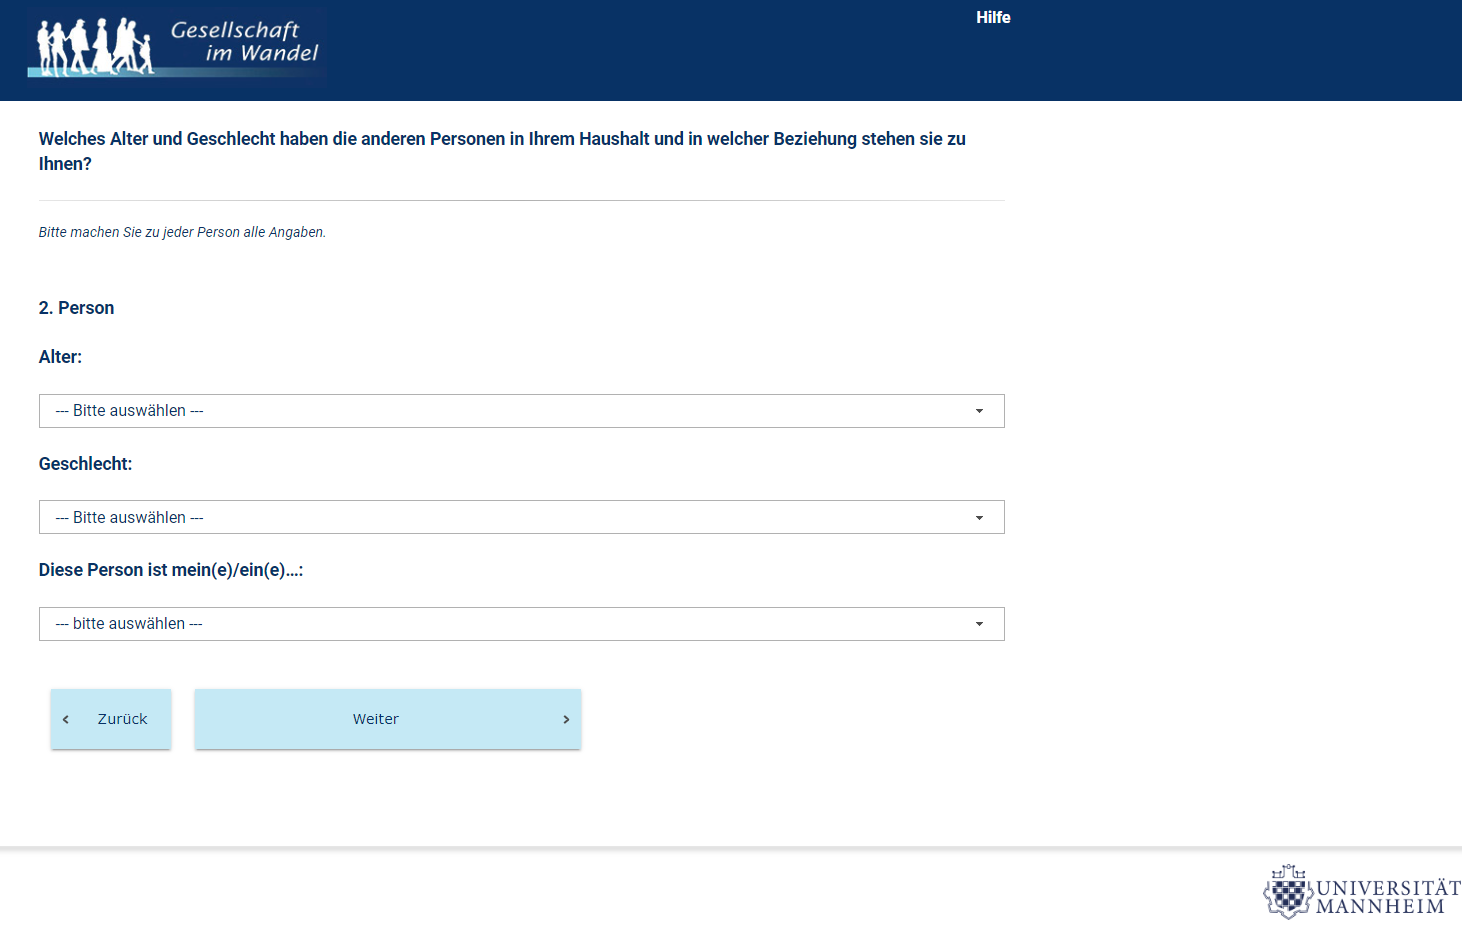 Gesellschaft
im Wandel
Hilfe
Welches Alter und Geschlecht haben die anderen Personen in Ihrem Haushalt und in welcher Beziehung stehen sie zu
Ihnen?
Bitte machen Sie zu jeder Person alle Angaben.
2. Person
Alter:
--- Bitte auswählen ---
Geschlecht:
--- Bitte auswählen ---
Diese Person ist mein(e)/ein(e)...:
--- bitte auswählen ---
Zurück
Weiter
UNIVERSITÄT
MANNHEIM